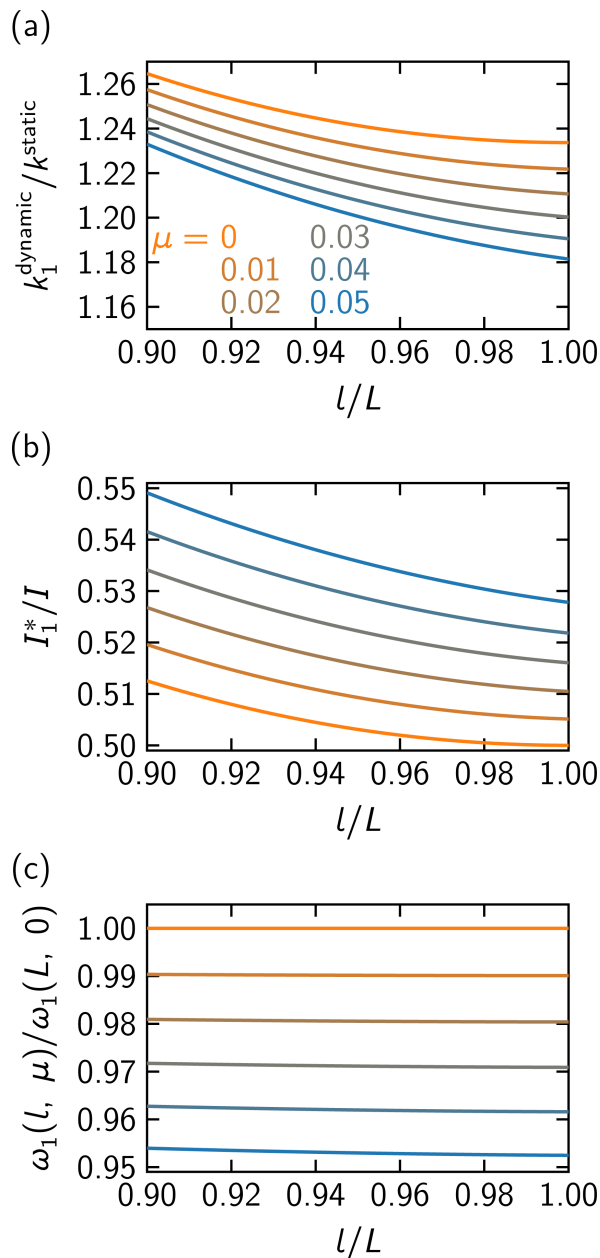 (a)
k₁^dynamic/k^static
1.26
1.24
1.22
1.20
1.18
1.16
μ = 0 0.03
0.01 0.04
0.02 0.05
0.90 0.92 0.94 0.96 0.98 1.00
l/L
(b)
I₁*/I
0.55
0.54
0.53
0.52
0.51
0.50
0.90 0.92 0.94 0.96 0.98 1.00
l/L
(c)
ω₁(l, μ)/ω₁(L, 0)
1.00
0.99
0.98
0.97
0.96
0.95
0.90 0.92 0.94 0.96 0.98 1.00
l/L